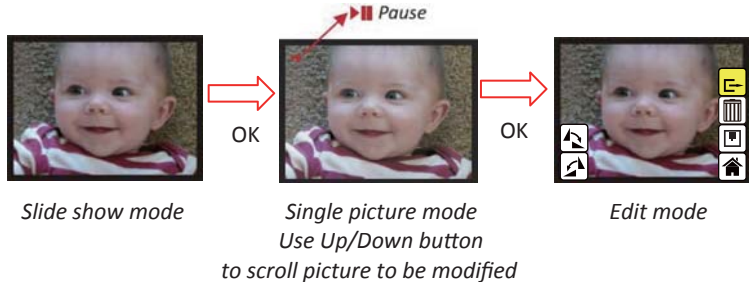 Pause
OK
OK
Slide show mode
Single picture mode
Use Up/Down button
to scroll picture to be modified
Edit mode